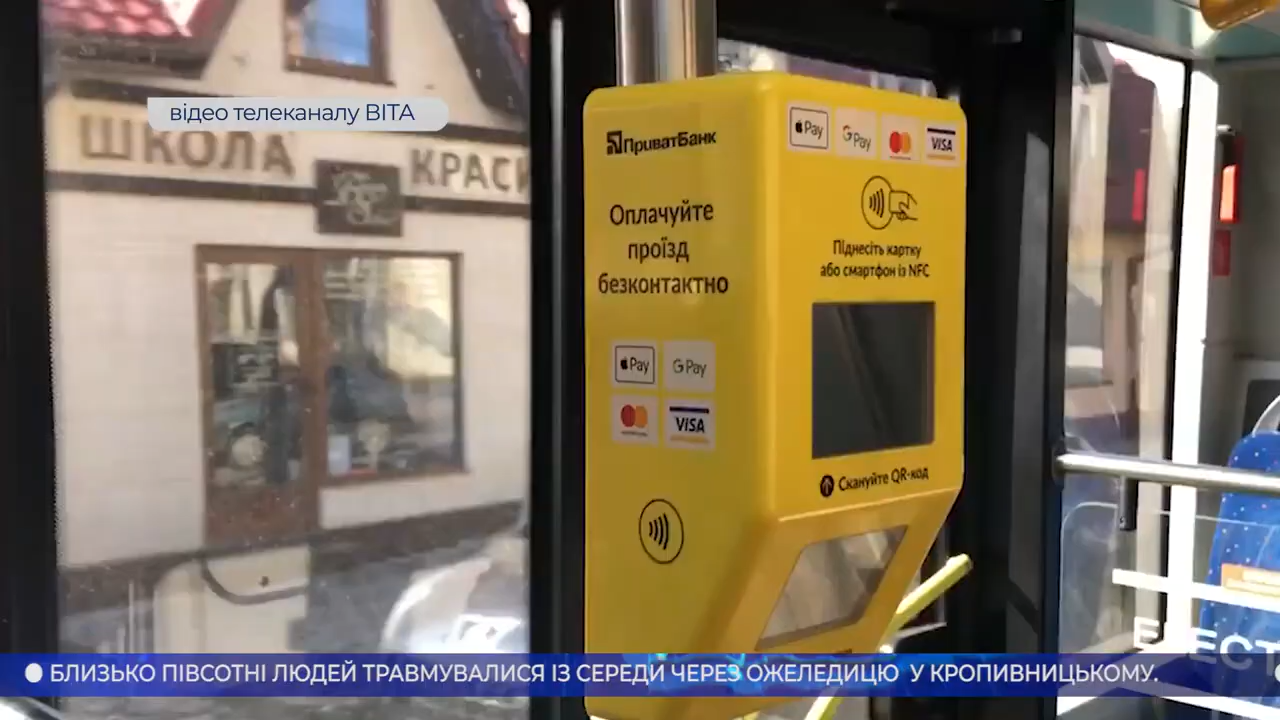 відео телеканалу ВІТА
ШКОЛА
КРАСИ
ПриватБанк
Оплачуйте
проїзд
безконтактно
Pay
G Pay
VISA
Pay
G Pay
VISA
Піднесіть картку
або смартфон із NFC
Скануйте QR-код
БЛИЗЬКО ПІВСОТНІ ЛЮДЕЙ ТРАВМУВАЛИСЯ ІЗ СЕРЕДИ ЧЕРЕЗ ОЖЕЛЕДИЦЮ У КРОПИВНИЦЬКОМУ.